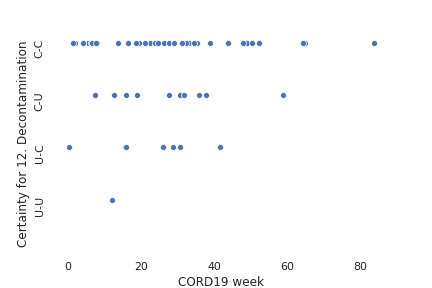 Certainty for 12. Decontamination
C-C
C-U
U-C
U-U
0 20 40 60 80
CORD19 week